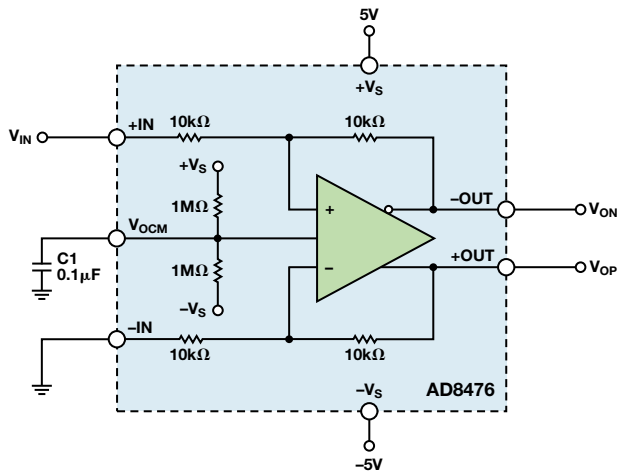 5V
+VS
+IN
10kΩ
10kΩ
VIN
+VS
1MΩ
+
–OUT
VON
VOCM
C1
0.1µF
1MΩ
–
+OUT
VOP
–VS
–IN
10kΩ
10kΩ
–VS
AD8476
–5V